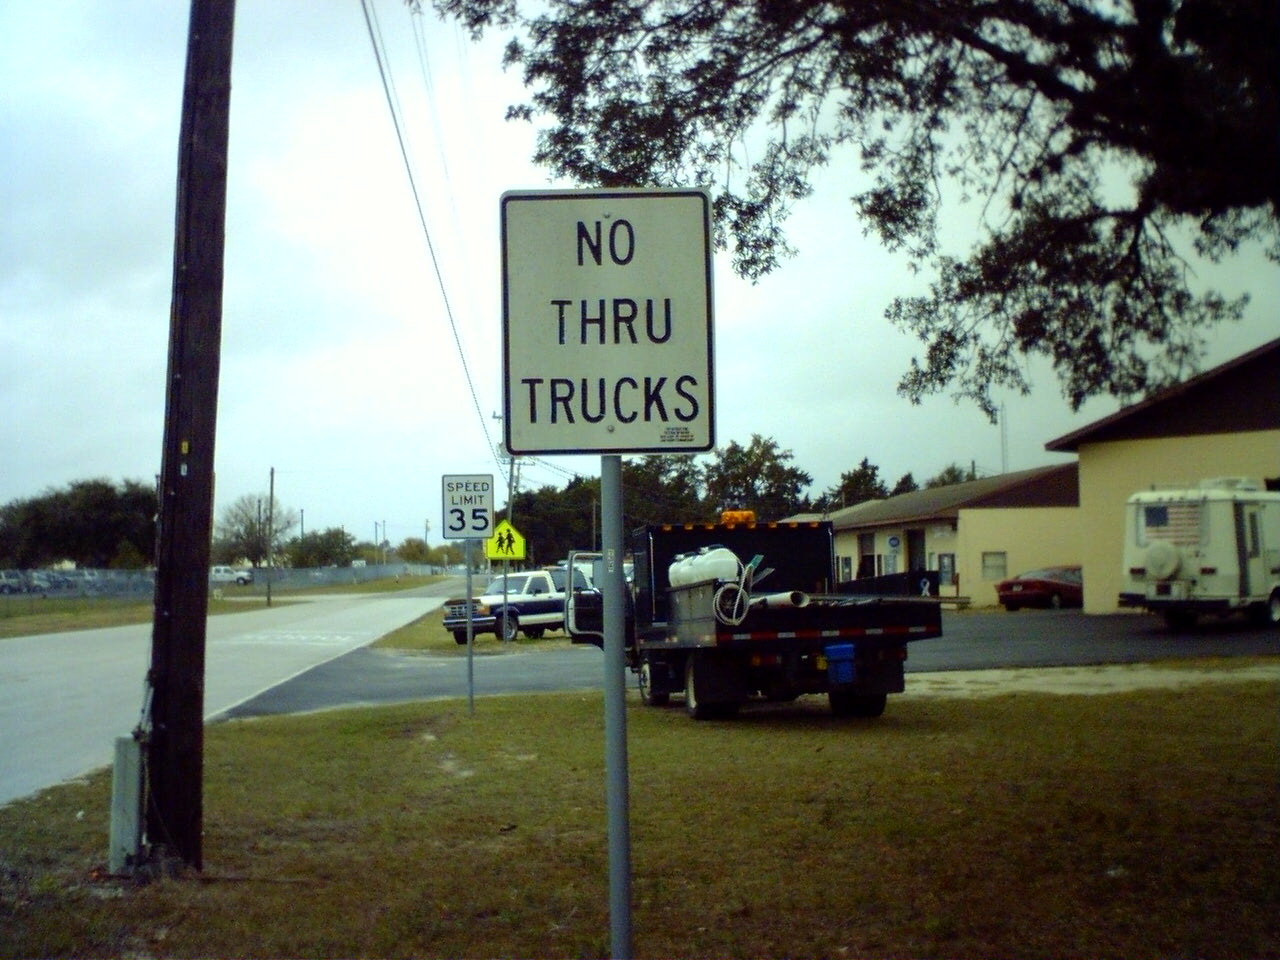 NO
THRU
TRUCKS
SPEED
LIMIT
35